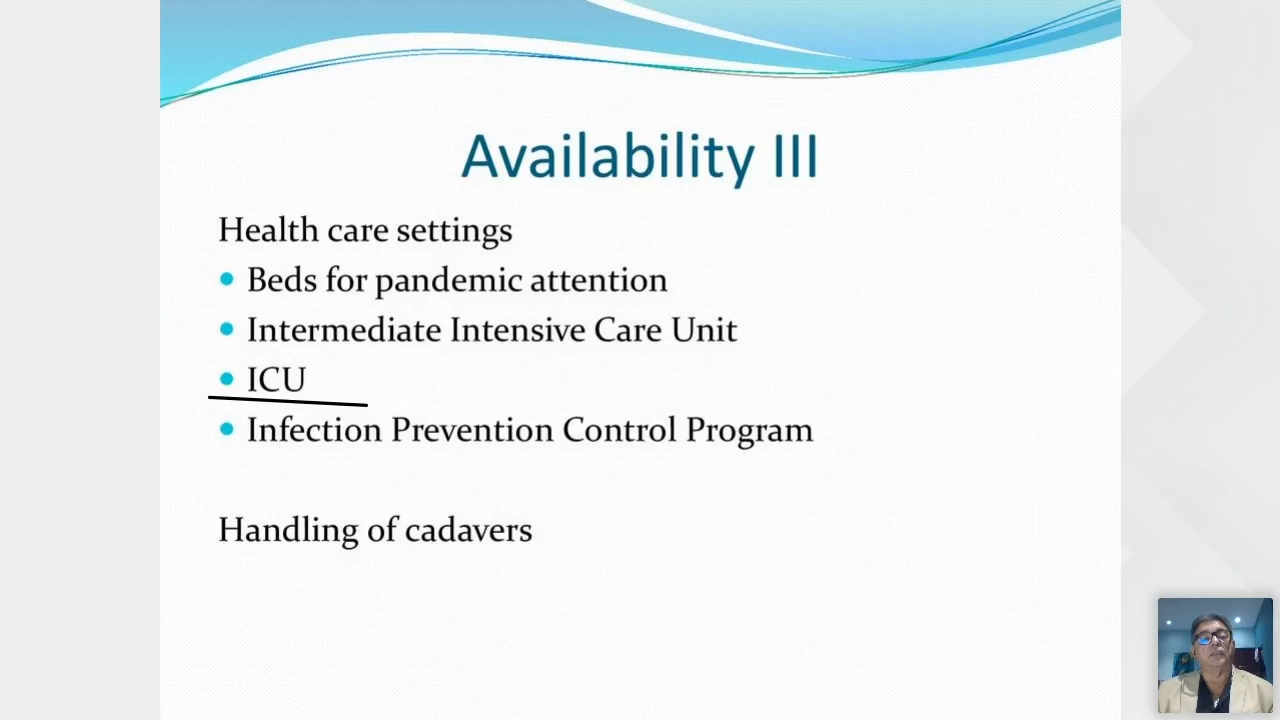 Availability III
Health care settings
Beds for pandemic attention
Intermediate Intensive Care Unit
ICU
Infection Prevention Control Program
Handling of cadavers